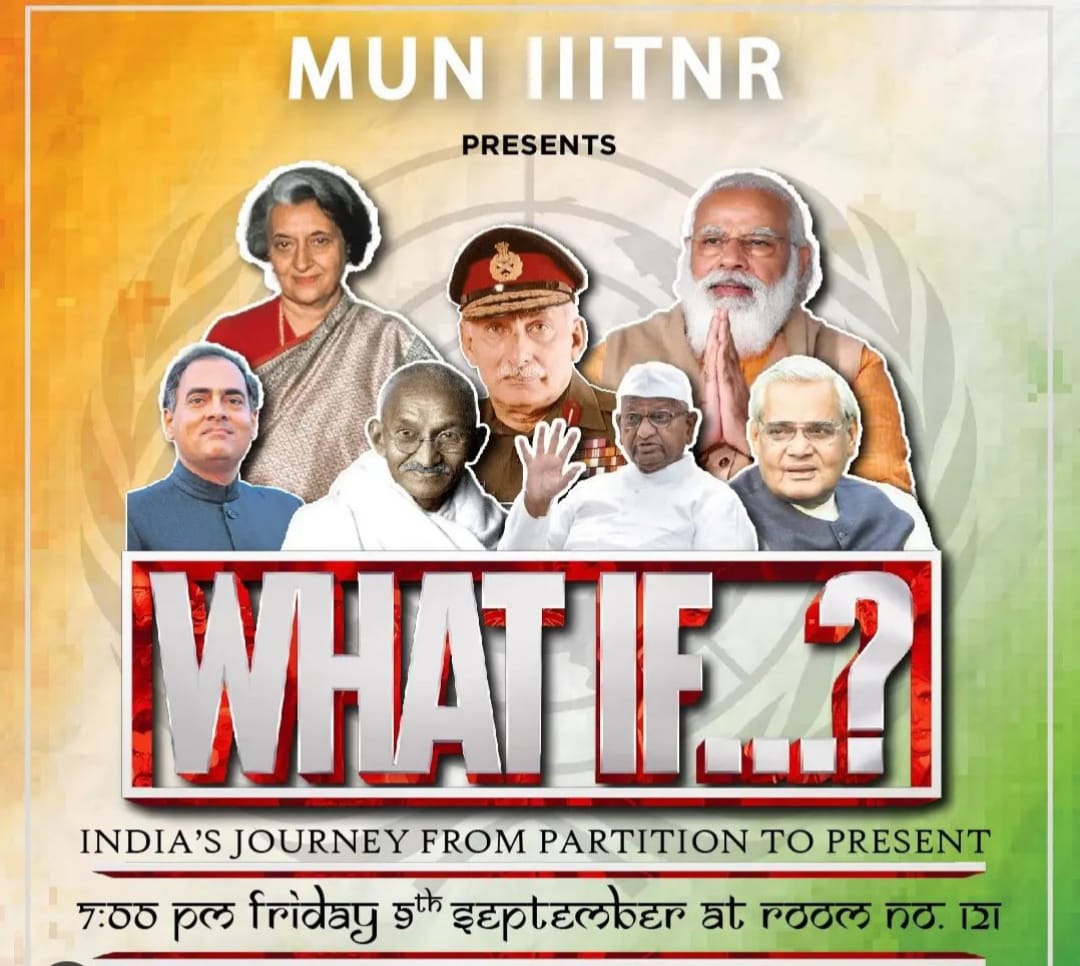 MUN IIITNR
PRESENTS
WHAT IF...?
INDIA'S JOURNEY FROM PARTITION TO PRESENT
7:00 pm friday 9th september at room no. 121